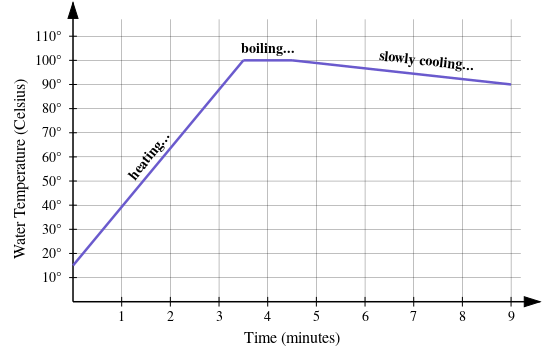 110°
boiling...
slowly cooling...
100°
90°
80°
70°
heating...
60°
50°
40°
30°
20°
10°
Water Temperature (Celsius)
1 2 3 4 5 6 7 8 9
Time (minutes)